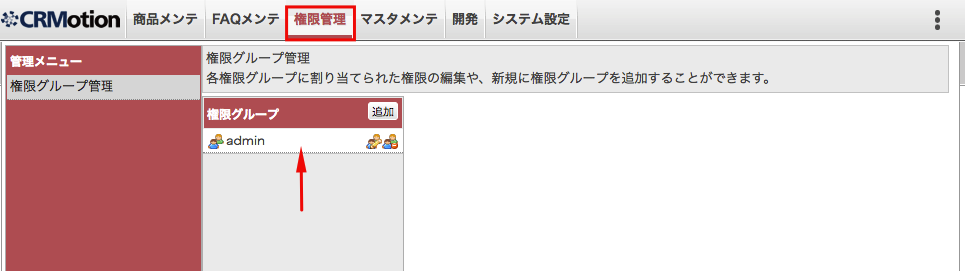 CRMotion 商品メンテ FAQメンテ 権限管理 マスタメンテ 開発 システム設定
管理メニュー
権限グループ管理
権限グループ管理
各権限グループに割り当てられた権限の編集や、新規に権限グループを追加することができます。
権限グループ 追加
admin